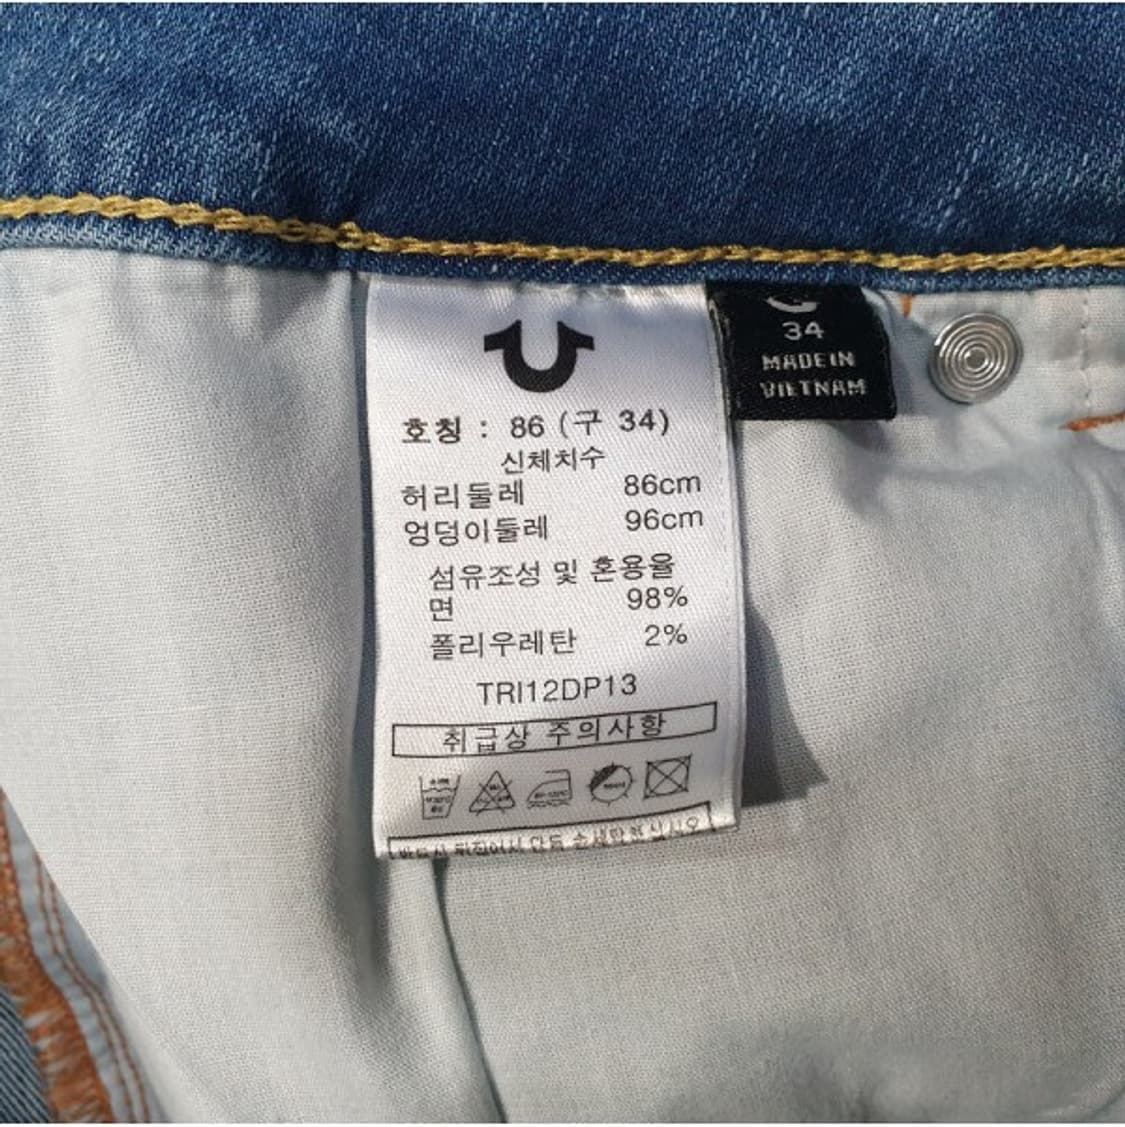 호칭 : 86 (구 34)
신체치수
허리둘레 86cm
엉덩이둘레 96cm
섬유조성 및 혼용율
면 98%
폴리우레탄 2%
TRI12DP13
취급상 주의사항
34
MADE IN
VIETNAM